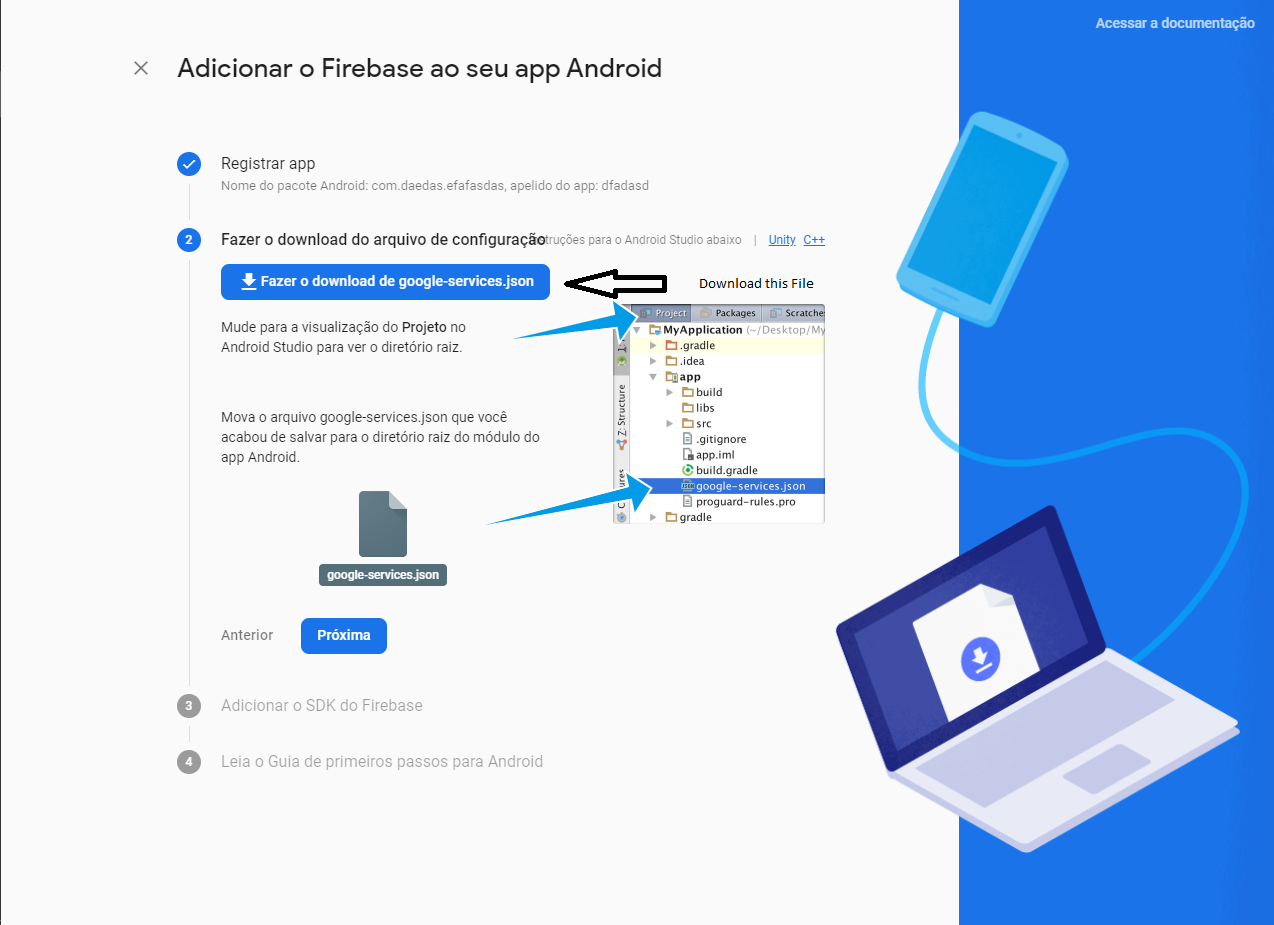 Acessar a documentação
Adicionar o Firebase ao seu app Android
Registrar app
Nome do pacote Android: com.daedas.efafasdas, apelido do app: dfadasd
2
Fazer o download do arquivo de configuração
para o Android Studio abaixo | Unity C++
Fazer o download de google-services.json
Download this File
Mude para a visualização do Projeto no
Android Studio para ver o diretório raiz.
Project Packages
MyApplication (~/Desktop/My
.gradle
.idea
app
build
libs
src
.gitignore
app.iml
build.gradle
google-services.json
proguard-rules.pro
gradle
Z: Structure
Mova o arquivo google-services.json que você
acabou de salvar para o diretório raiz do módulo do
app Android.
google-services.json
Anterior Próxima
3 Adicionar o SDK do Firebase
4 Leia o Guia de primeiros passos para Android